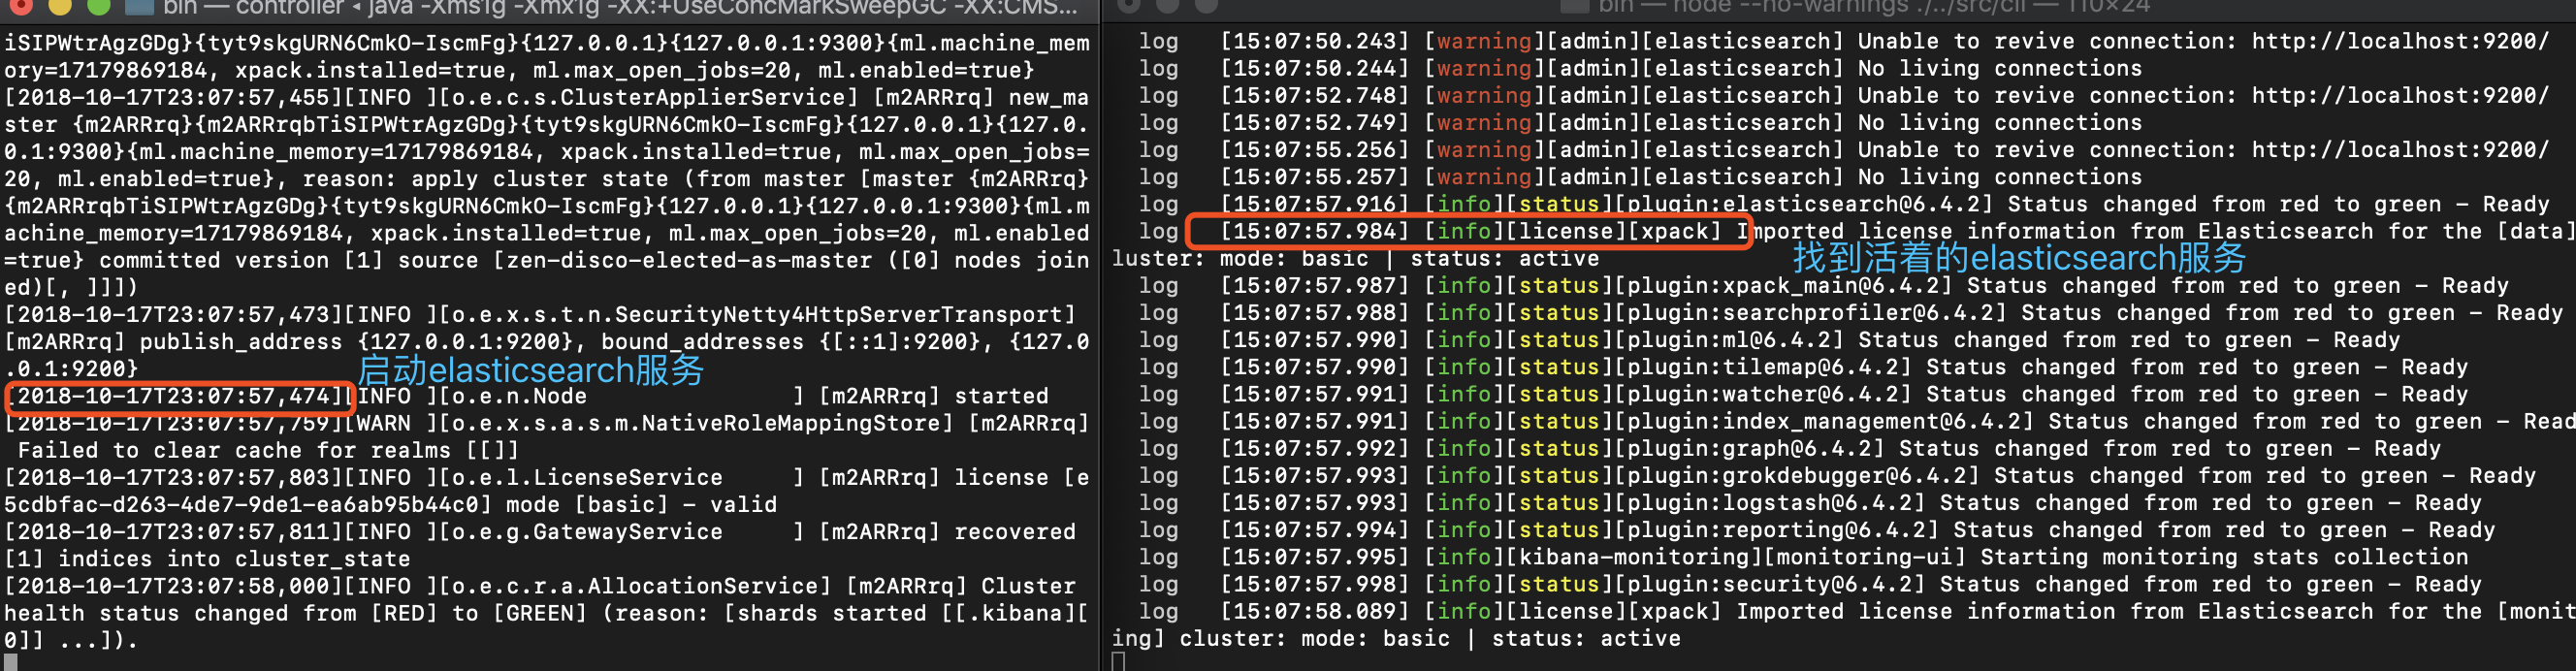 bin — controller ◂ java -Xms1g -Xmx1g -XX:+UseConcMarkSweepGC -XX:CMS...
iSIPWtrAgzGDg}{tyt9skgURN6CmkO-IscmFg}{127.0.0.1}{127.0.0.1:9300}{ml.machine_mem
ory=17179869184, xpack.installed=true, ml.max_open_jobs=20, ml.enabled=true}
[2018-10-17T23:07:57,455][INFO ][o.e.c.s.ClusterApplierService] [m2ARRrq] new_ma
ster {m2ARRrq}{m2ARRrqbTiSIPWtrAgzGDg}{tyt9skgURN6CmkO-IscmFg}{127.0.0.1}{127.0.
0.1:9300}{ml.machine_memory=17179869184, xpack.installed=true, ml.max_open_jobs=
20, ml.enabled=true}, reason: apply cluster state (from master [master {m2ARRrq}
{m2ARRrqbTiSIPWtrAgzGDg}{tyt9skgURN6CmkO-IscmFg}{127.0.0.1}{127.0.0.1:9300}{ml.m
achine_memory=17179869184, xpack.installed=true, ml.max_open_jobs=20, ml.enabled
=true} committed version [1] source [zen-disco-elected-as-master ([0] nodes join
ed)[, ]]])
[2018-10-17T23:07:57,473][INFO ][o.e.x.s.t.n.SecurityNetty4HttpServerTransport]
[m2ARRrq] publish_address {127.0.0.1:9200}, bound_addresses {[::1]:9200}, {127.0
.0.1:9200}
启动elasticsearch服务
[2018-10-17T23:07:57,474][INFO ][o.e.n.Node               ] [m2ARRrq] started
[2018-10-17T23:07:57,759][WARN ][o.e.x.s.a.s.m.NativeRoleMappingStore] [m2ARRrq]
 Failed to clear cache for realms [[]]
[2018-10-17T23:07:57,803][INFO ][o.e.l.LicenseService     ] [m2ARRrq] license [e
5cdbfac-d263-4de7-9de1-ea6ab95b44c0] mode [basic] - valid
[2018-10-17T23:07:57,811][INFO ][o.e.g.GatewayService     ] [m2ARRrq] recovered
[1] indices into cluster_state
[2018-10-17T23:07:58,000][INFO ][o.e.c.r.a.AllocationService] [m2ARRrq] Cluster
health status changed from [RED] to [GREEN] (reason: [shards started [[.kibana][
0]] ...]).
bin — node --no-warnings ./../src/cli — 110×24
log   [15:07:50.243] [warning][admin][elasticsearch] Unable to revive connection: http://localhost:9200/
log   [15:07:50.244] [warning][admin][elasticsearch] No living connections
log   [15:07:52.748] [warning][admin][elasticsearch] Unable to revive connection: http://localhost:9200/
log   [15:07:52.749] [warning][admin][elasticsearch] No living connections
log   [15:07:55.256] [warning][admin][elasticsearch] Unable to revive connection: http://localhost:9200/
log   [15:07:55.257] [warning][admin][elasticsearch] No living connections
log   [15:07:57.916] [info][status][plugin:elasticsearch@6.4.2] Status changed from red to green - Ready
log   [15:07:57.984] [info][license][xpack] Imported license information from Elasticsearch for the [data]
luster: mode: basic | status: active
找到活着的elasticsearch服务
log   [15:07:57.987] [info][status][plugin:xpack_main@6.4.2] Status changed from red to green - Ready
log   [15:07:57.988] [info][status][plugin:searchprofiler@6.4.2] Status changed from red to green - Ready
log   [15:07:57.990] [info][status][plugin:ml@6.4.2] Status changed from red to green - Ready
log   [15:07:57.990] [info][status][plugin:tilemap@6.4.2] Status changed from red to green - Ready
log   [15:07:57.991] [info][status][plugin:watcher@6.4.2] Status changed from red to green - Ready
log   [15:07:57.991] [info][status][plugin:index_management@6.4.2] Status changed from red to green - Read
log   [15:07:57.992] [info][status][plugin:graph@6.4.2] Status changed from red to green - Ready
log   [15:07:57.993] [info][status][plugin:grokdebugger@6.4.2] Status changed from red to green - Ready
log   [15:07:57.993] [info][status][plugin:logstash@6.4.2] Status changed from red to green - Ready
log   [15:07:57.994] [info][status][plugin:reporting@6.4.2] Status changed from red to green - Ready
log   [15:07:57.995] [info][kibana-monitoring][monitoring-ui] Starting monitoring stats collection
log   [15:07:57.998] [info][status][plugin:security@6.4.2] Status changed from red to green - Ready
log   [15:07:58.089] [info][license][xpack] Imported license information from Elasticsearch for the [monit
ing] cluster: mode: basic | status: active